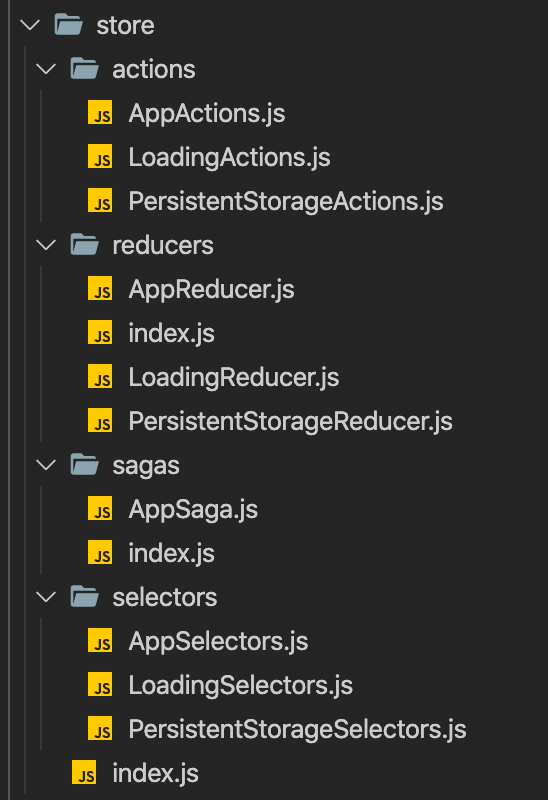 store
actions
JS AppActions.js
JS LoadingActions.js
JS PersistentStorageActions.js
reducers
JS AppReducer.js
JS index.js
JS LoadingReducer.js
JS PersistentStorageReducer.js
sagas
JS AppSaga.js
JS index.js
selectors
JS AppSelectors.js
JS LoadingSelectors.js
JS PersistentStorageSelectors.js
JS index.js